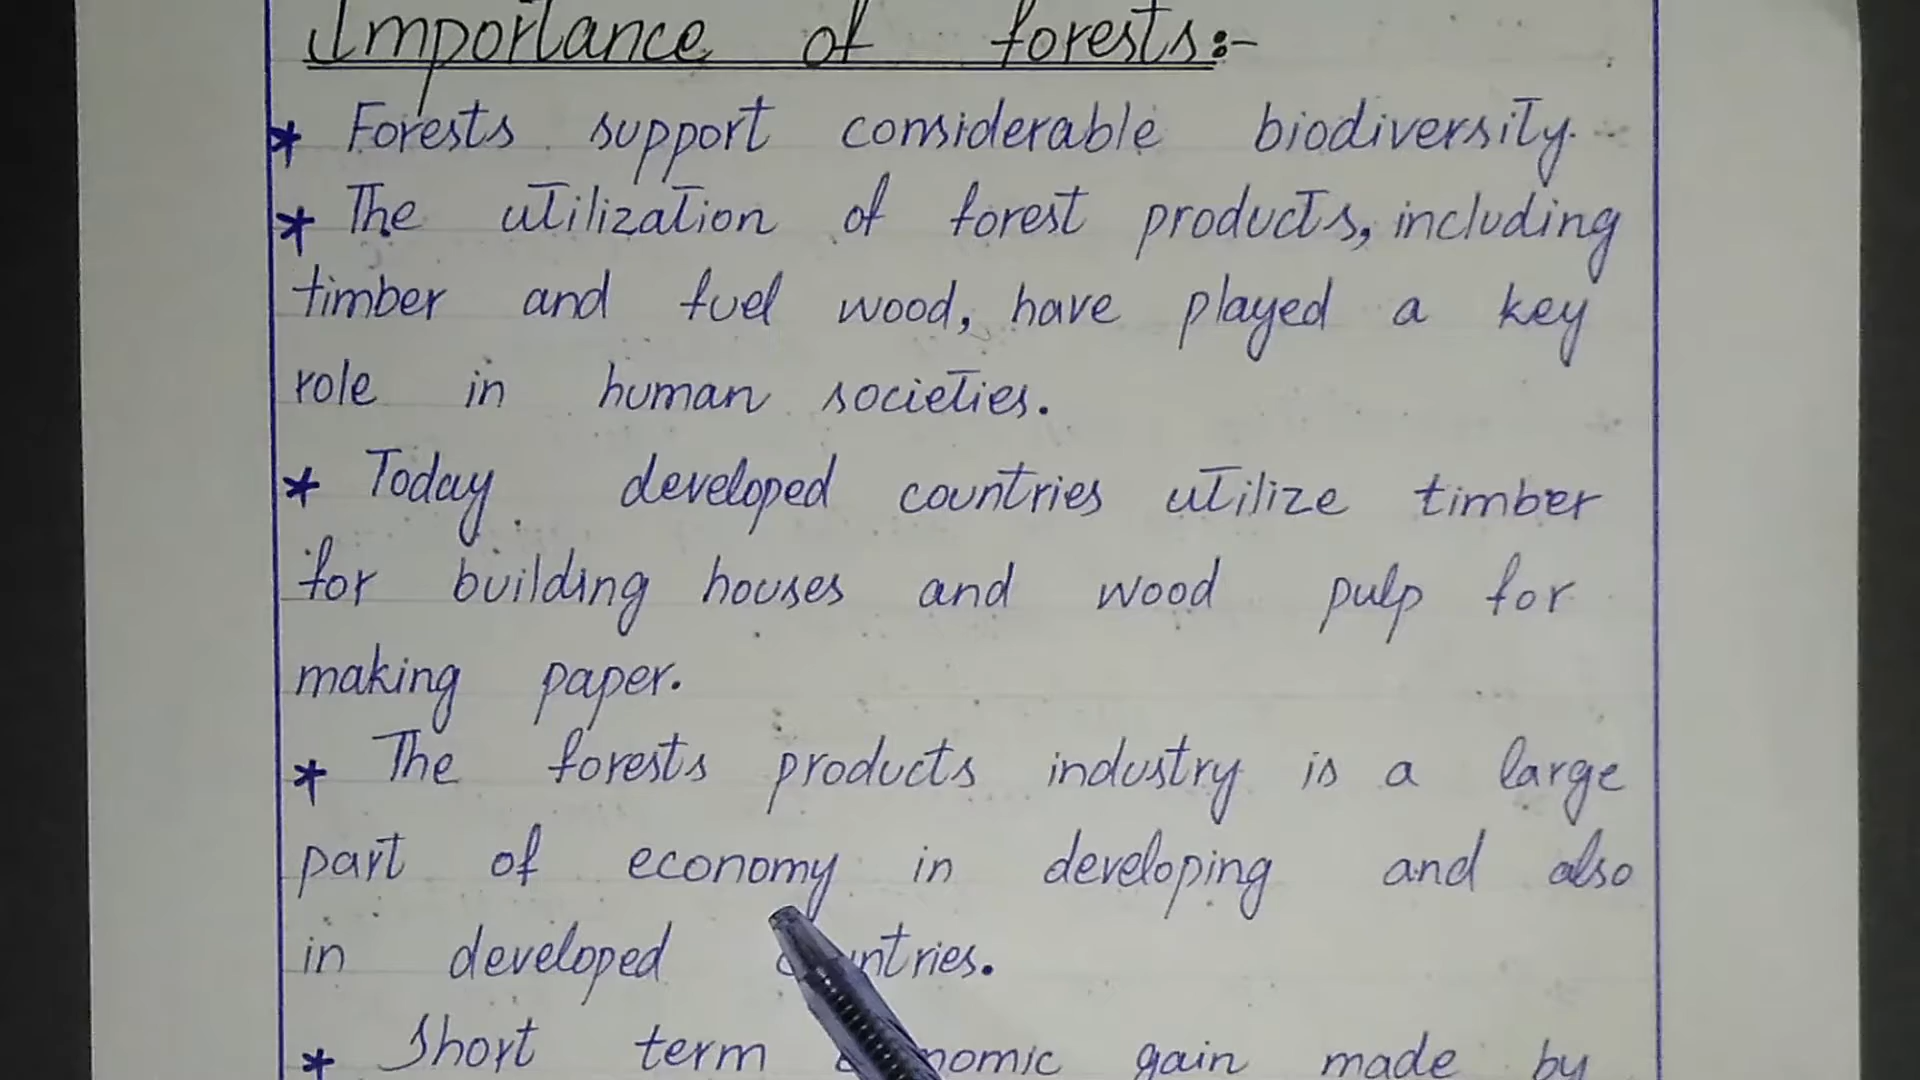 Importance of forests:-
* Forests support considerable biodiversity.
* The utilization of forest products, including
timber and fuel wood, have played a key
role in human societies.
* Today developed countries utilize timber
for building houses and wood pulp for
making paper.
* The forests products industry is a large
part of economy in developing and also
in developed
* Short term gain made by